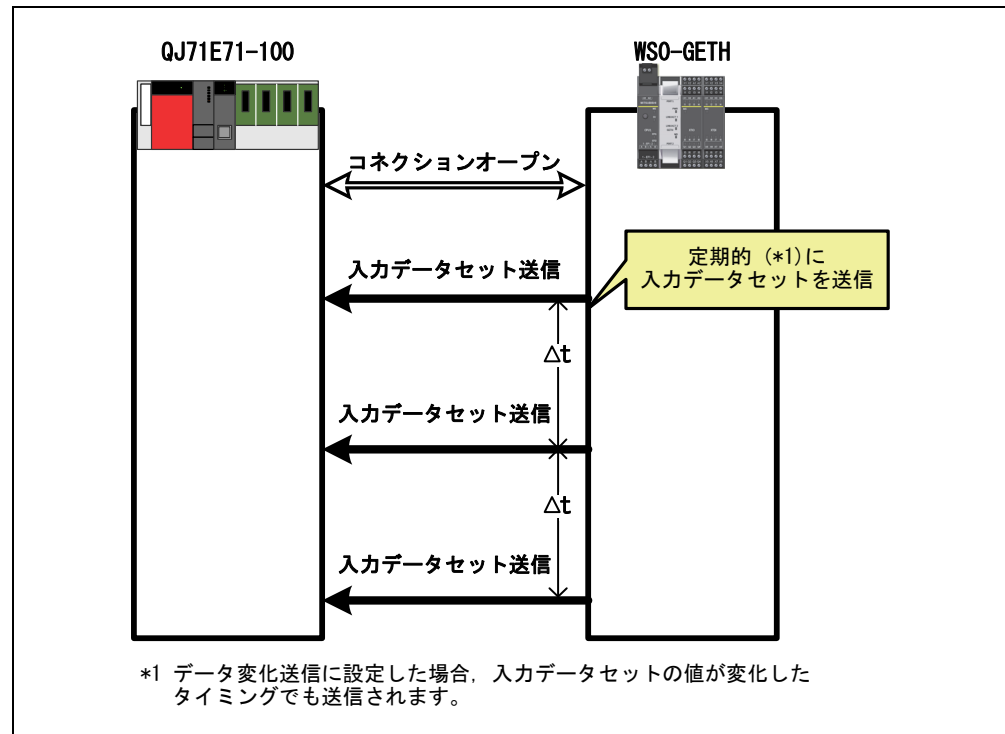 QJ71E71-100
WS0-GETH
コネクションオープン
定期的 (*1)に
入力データセットを送信
入力データセット送信
△t
入力データセット送信
△t
入力データセット送信
*1 データ変化送信に設定した場合, 入力データセットの値が変化した
タイミングでも送信されます。